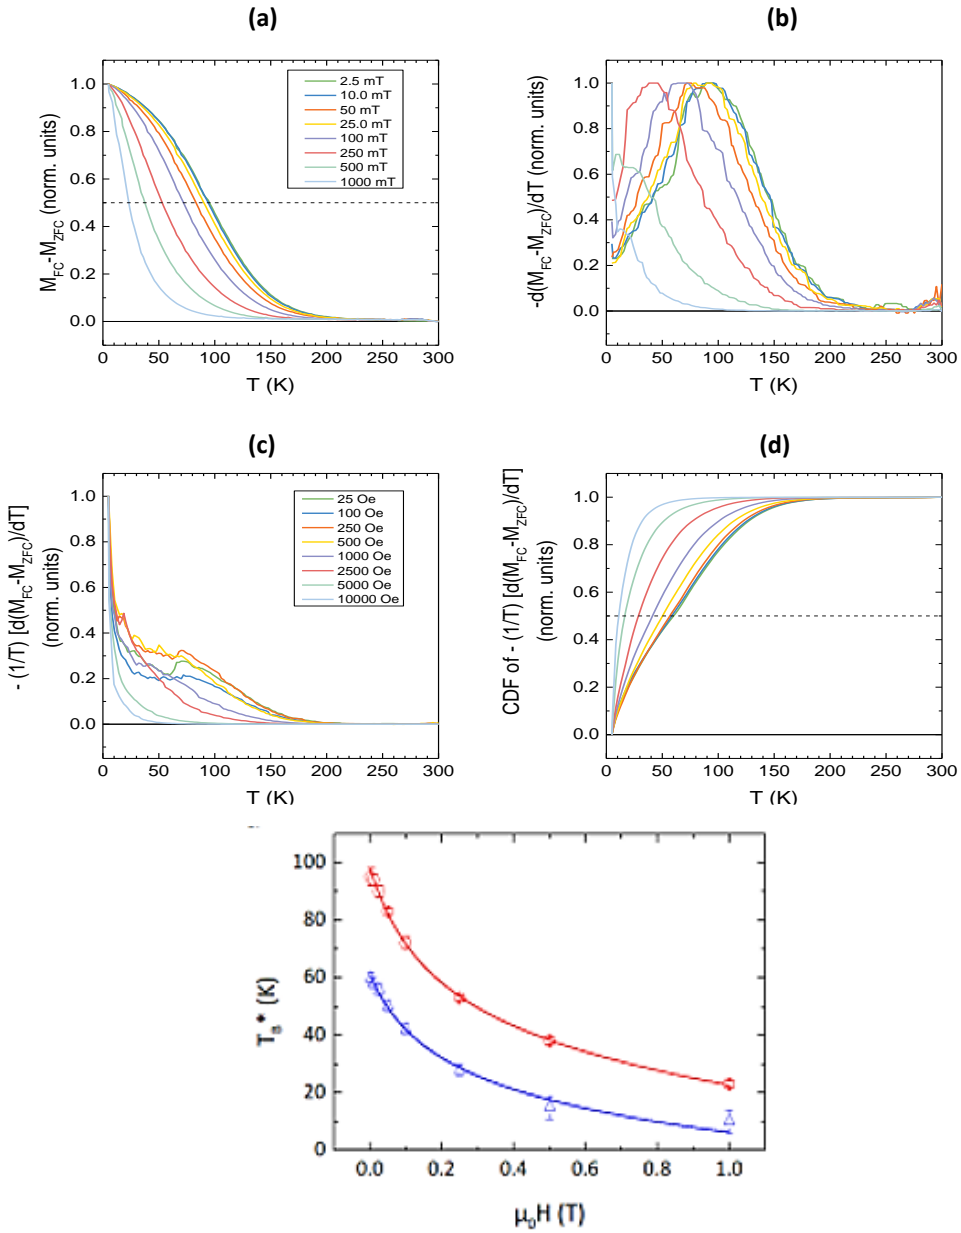 (a)
M_FC-M_ZFC (norm. units)
1.0
0.8
0.6
0.4
0.2
0.0
2.5 mT
10.0 mT
50 mT
25.0 mT
100 mT
250 mT
500 mT
1000 mT
0 50 100 150 200 250 300
T (K)
(b)
-d(M_FC-M_ZFC)/dT (norm. units)
1.0
0.8
0.6
0.4
0.2
0.0
0 50 100 150 200 250 300
T (K)
(c)
- (1/T) [d(M_FC-M_ZFC)/dT]
(norm. units)
1.0
0.8
0.6
0.4
0.2
0.0
25 Oe
100 Oe
250 Oe
500 Oe
1000 Oe
2500 Oe
5000 Oe
10000 Oe
0 50 100 150 200 250 300
T (K)
(d)
CDF of - (1/T) [d(M_FC-M_ZFC)/dT]
(norm. units)
1.0
0.8
0.6
0.4
0.2
0.0
0 50 100 150 200 250 300
T (K)
T_B* (K)
100
80
60
40
20
0
0.0 0.2 0.4 0.6 0.8 1.0
μ₀H (T)